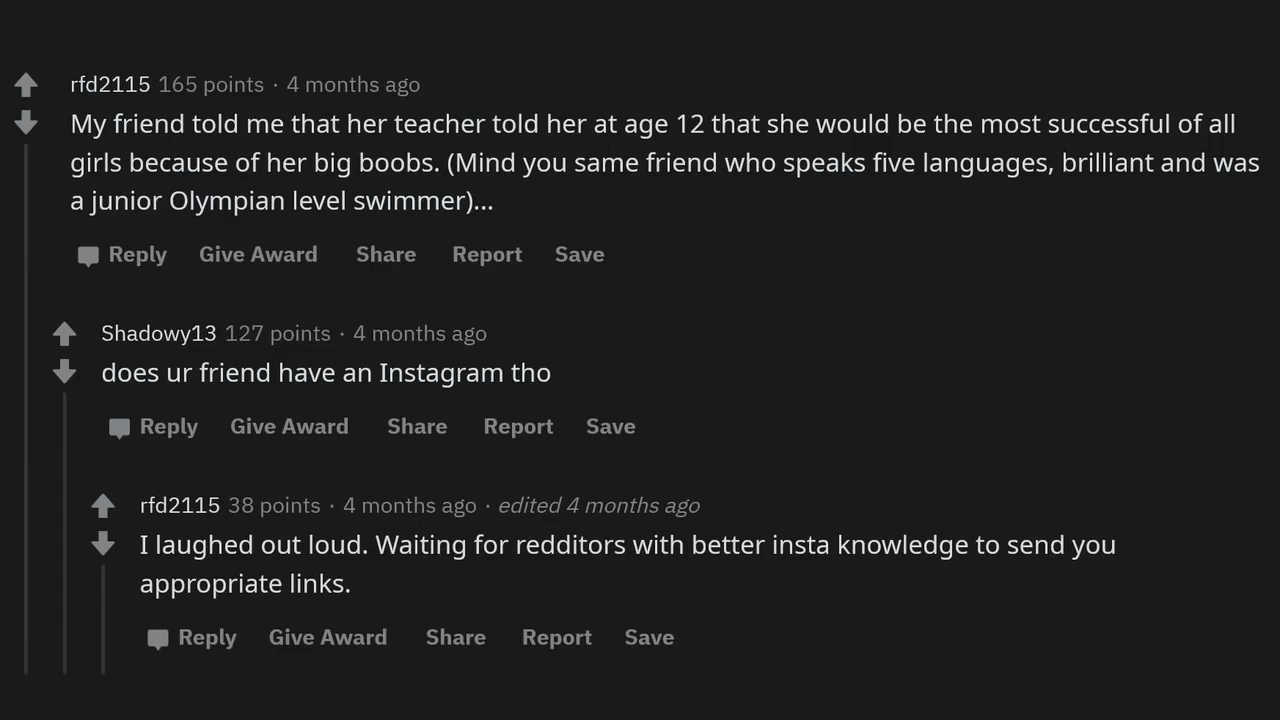 rfd2115 165 points · 4 months ago
My friend told me that her teacher told her at age 12 that she would be the most successful of all
girls because of her big boobs. (Mind you same friend who speaks five languages, brilliant and was
a junior Olympian level swimmer)...
Reply Give Award Share Report Save
Shadowy13 127 points · 4 months ago
does ur friend have an Instagram tho
Reply Give Award Share Report Save
rfd2115 38 points · 4 months ago · edited 4 months ago
I laughed out loud. Waiting for redditors with better insta knowledge to send you
appropriate links.
Reply Give Award Share Report Save